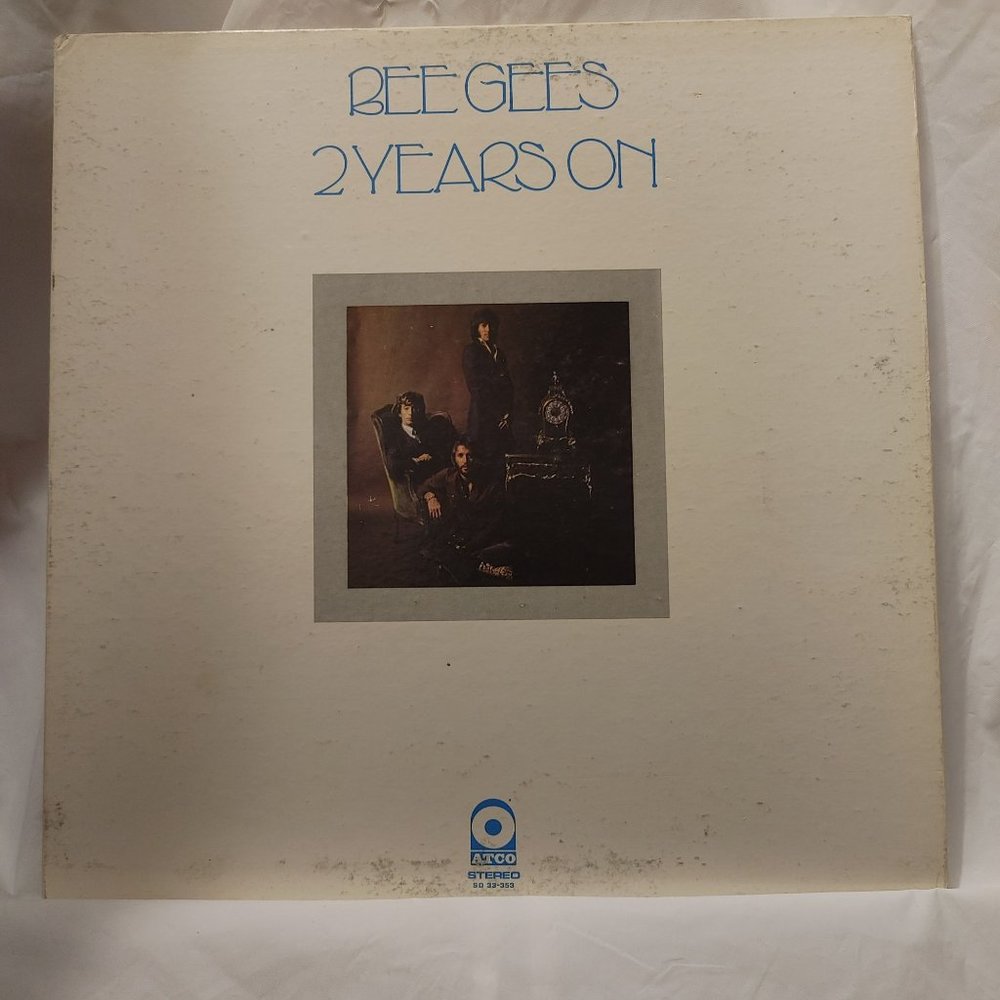 BEE GEES
2 YEARS ON
ATCO
STEREO
SD 33-353